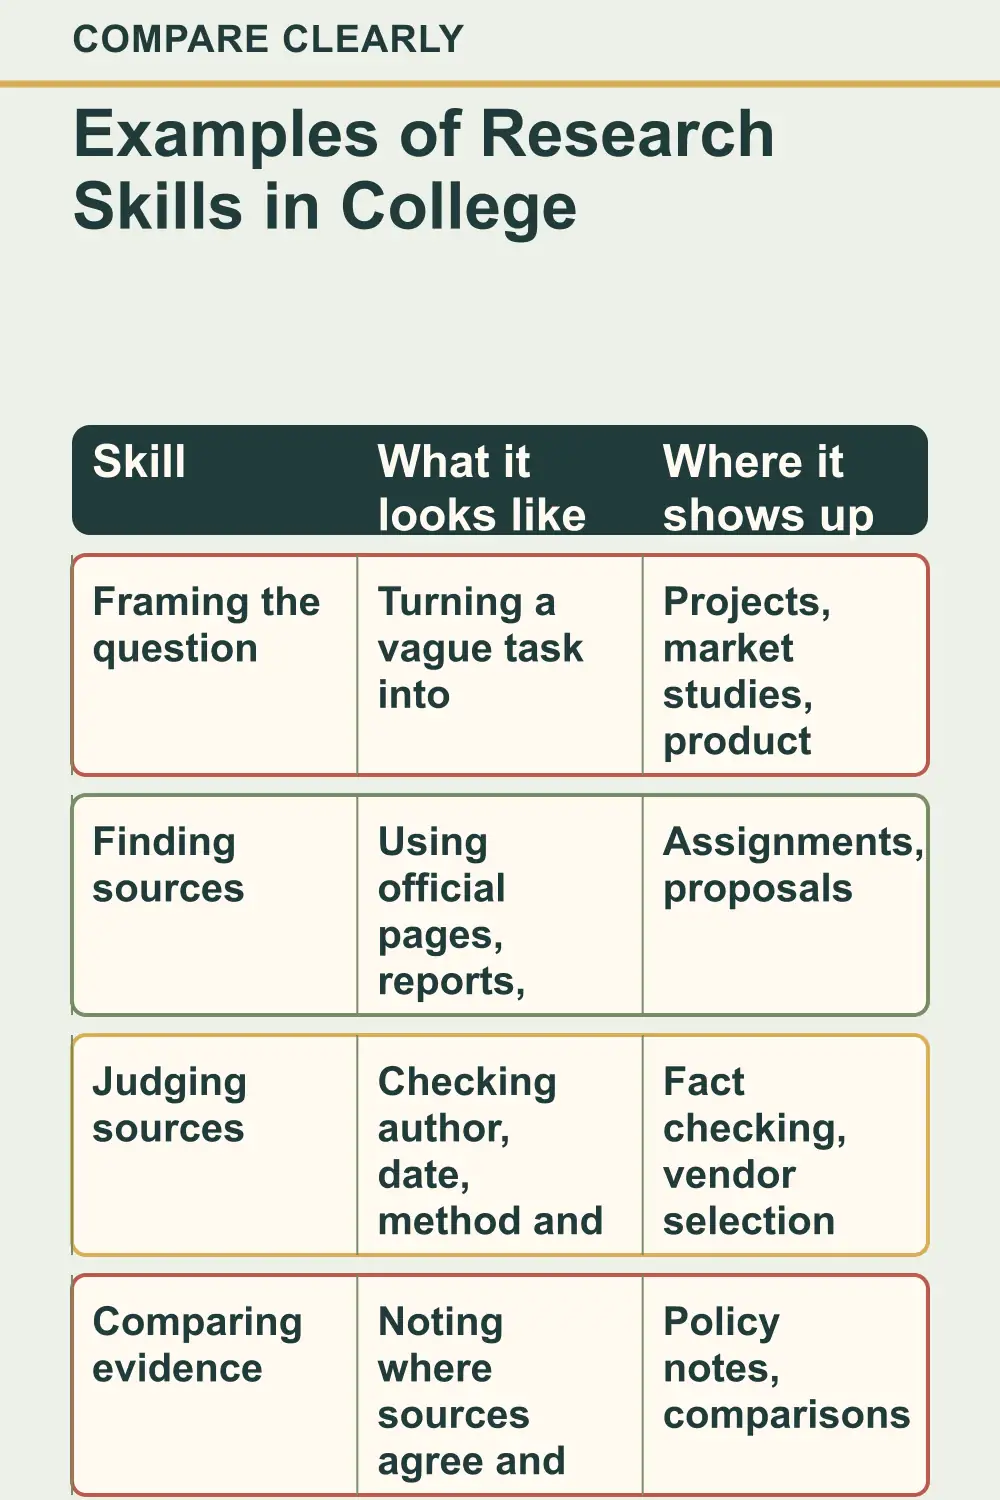 COMPARE CLEARLY
Examples of Research
Skills in College
Skill
What it
looks like
Where it
shows up
Framing the
question
Turning a
vague task
into
Projects,
market
studies,
product
Finding
sources
Using
official
pages,
reports,
Assignments,
proposals
Judging
sources
Checking
author,
date,
method and
Fact
checking,
vendor
selection
Comparing
evidence
Noting
where
sources
agree and
Policy
notes,
comparisons